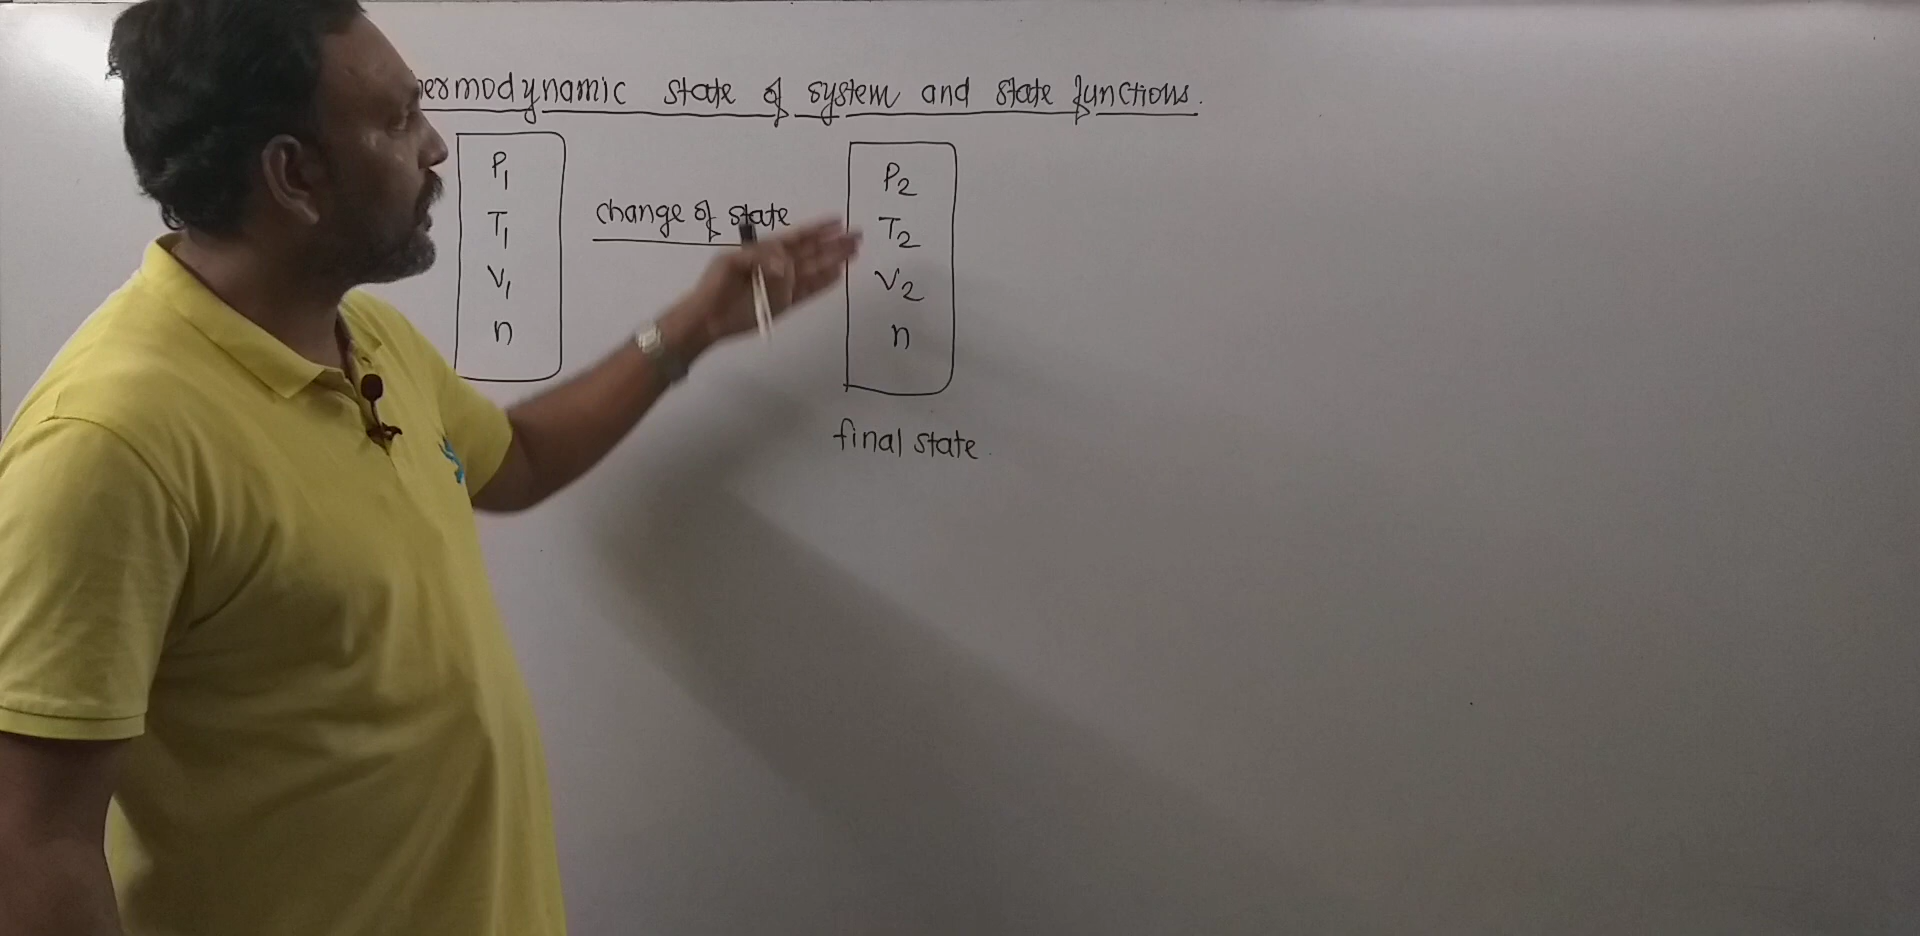 ermodynamic state of system and state functions.
P1
T1
V1
n
change of state
P2
T2
V2
n
final state